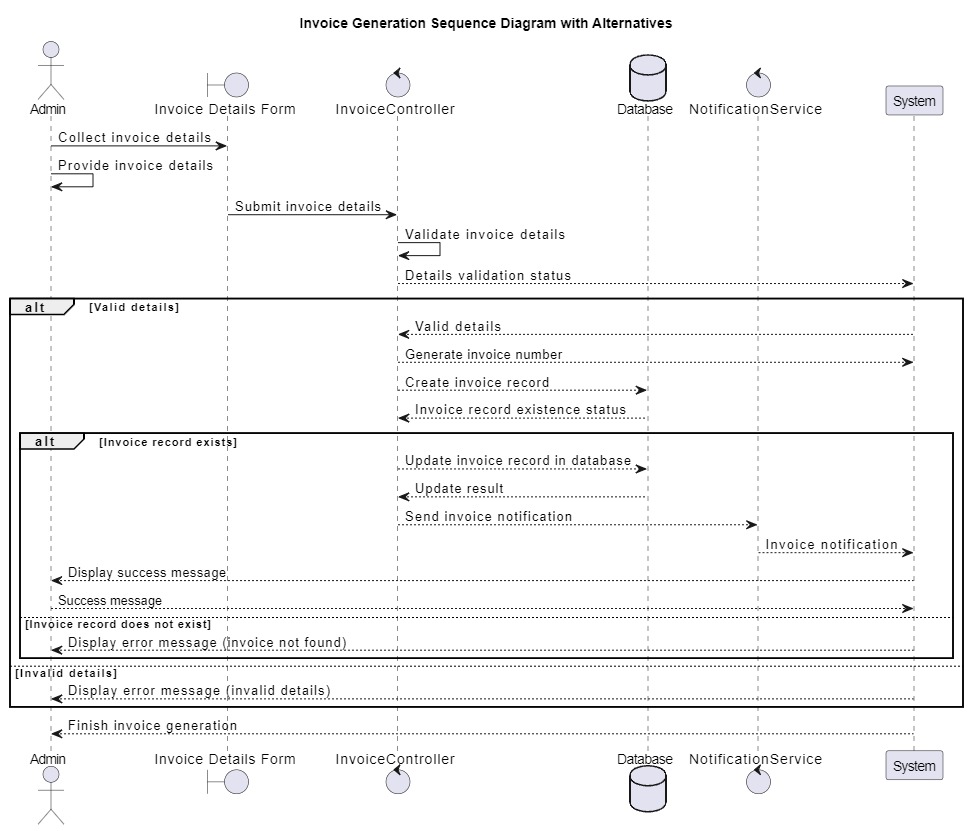 Invoice Generation Sequence Diagram with Alternatives
Admin
Invoice Details Form
InvoiceController
Database
NotificationService
System
Collect invoice details
Provide invoice details
Submit invoice details
Validate invoice details
Details validation status
alt
[Valid details]
Valid details
Generate invoice number
Create invoice record
Invoice record existence status
alt
[Invoice record exists]
Update invoice record in database
Update result
Send invoice notification
Invoice notification
Display success message
Success message
[Invoice record does not exist]
Display error message (invoice not found)
[Invalid details]
Display error message (invalid details)
Finish invoice generation
Admin
Invoice Details Form
InvoiceController
Database
NotificationService
System